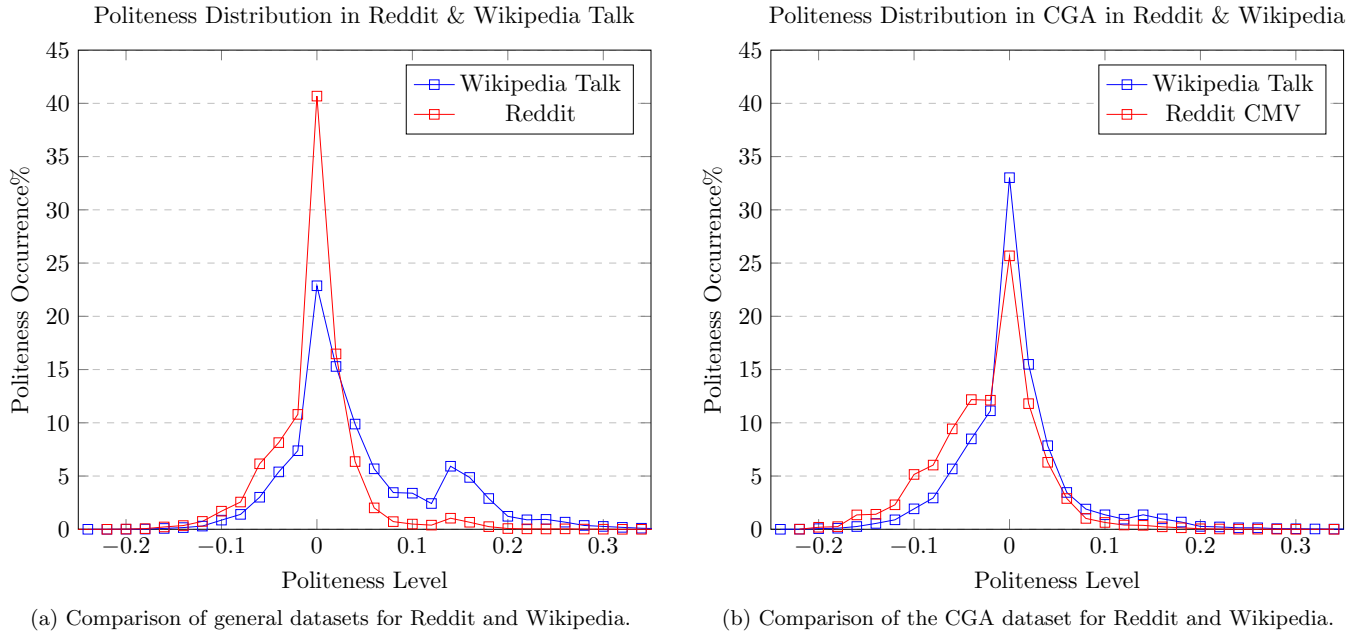 Politeness Distribution in Reddit & Wikipedia Talk
45
40
35
30
25
20
15
10
5
0
−0.2
−0.1
0
0.1
0.2
0.3
Politeness Occurrence%
Politeness Level
Wikipedia Talk
Reddit
(a) Comparison of general datasets for Reddit and Wikipedia.
Politeness Distribution in CGA in Reddit & Wikipedia
45
40
35
30
25
20
15
10
5
0
−0.2
−0.1
0
0.1
0.2
0.3
Politeness Occurrence%
Politeness Level
Wikipedia Talk
Reddit CMV
(b) Comparison of the CGA dataset for Reddit and Wikipedia.